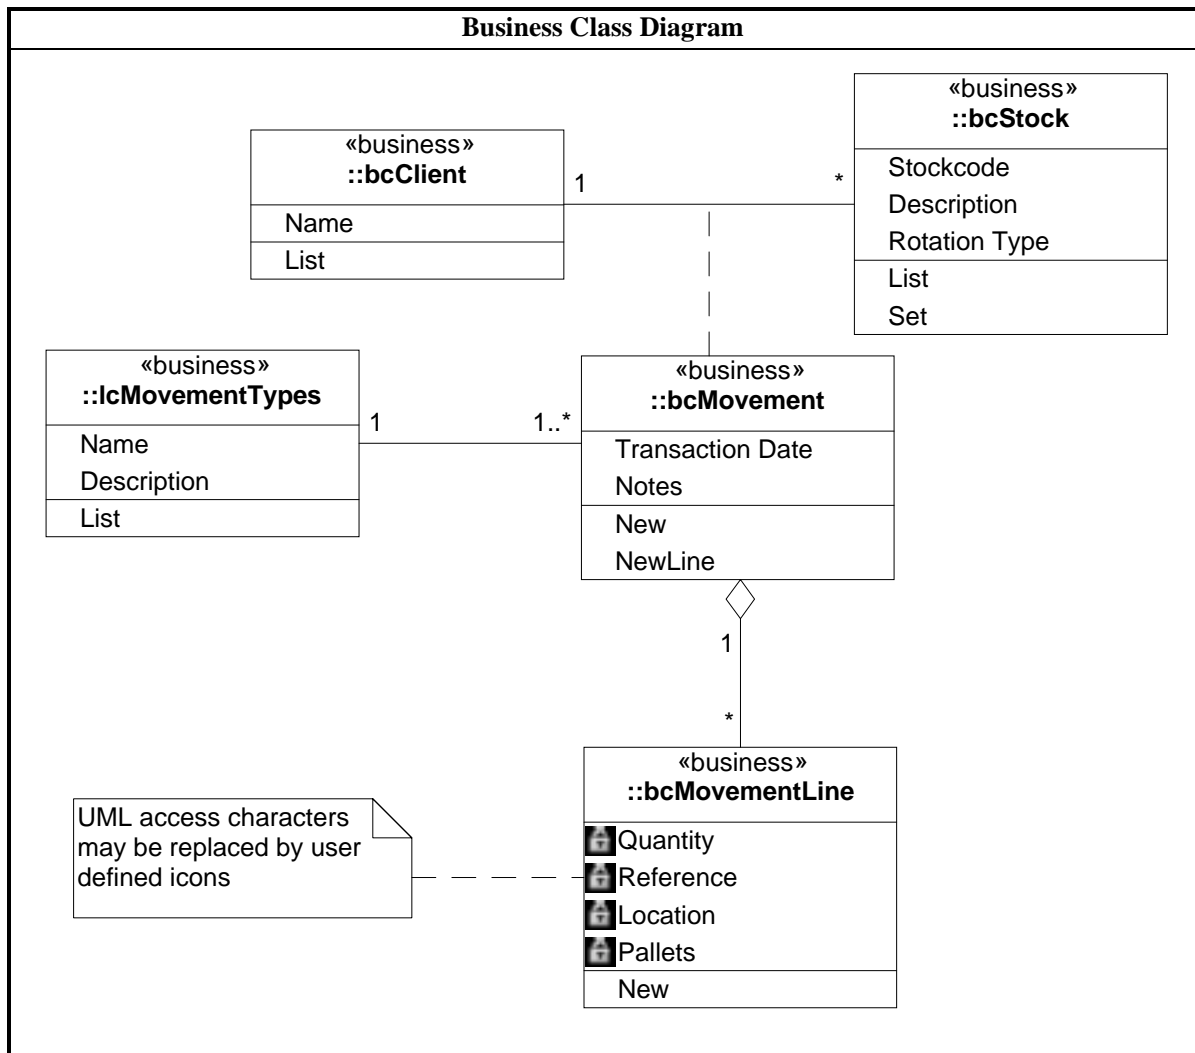 Business Class Diagram
«business»
::bcStock
Stockcode
Description
Rotation Type
List
Set
«business»
::bcClient
Name
List
1
*
«business»
::lcMovementTypes
Name
Description
List
1
1..*
«business»
::bcMovement
Transaction Date
Notes
New
NewLine
1
*
«business»
::bcMovementLine
Quantity
Reference
Location
Pallets
New
UML access characters
may be replaced by user
defined icons